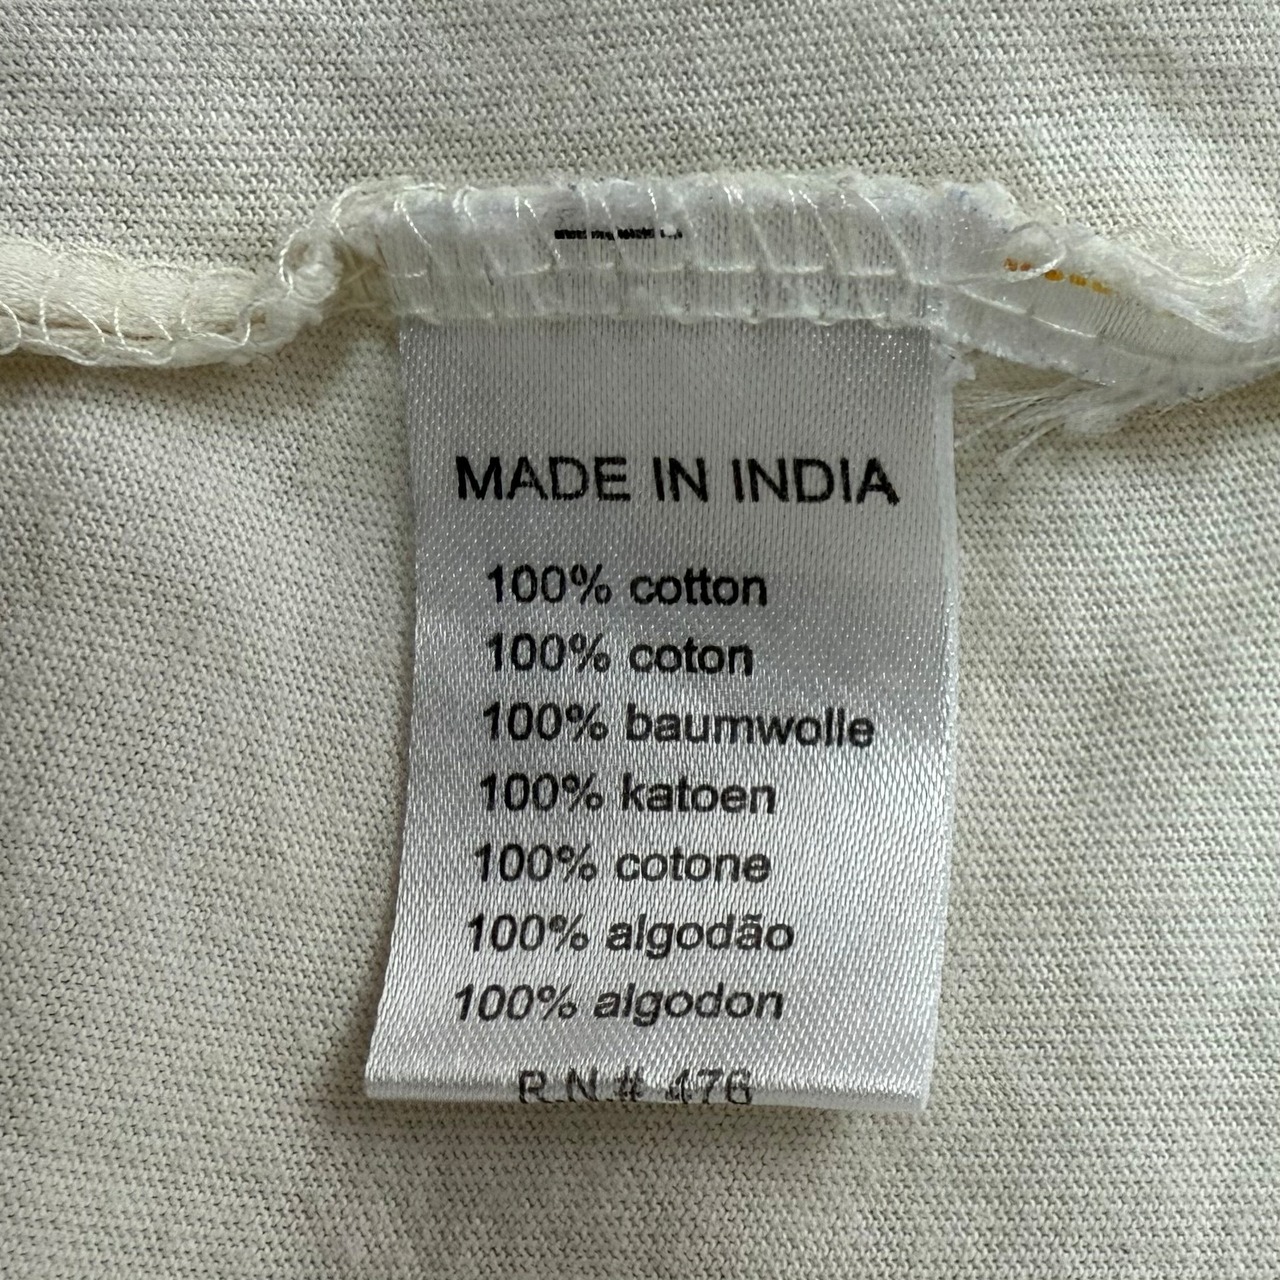 MADE IN INDIA
100% cotton
100% coton
100% baumwolle
100% katoen
100% cotone
100% algodão
100% algodon
R.N.# 476